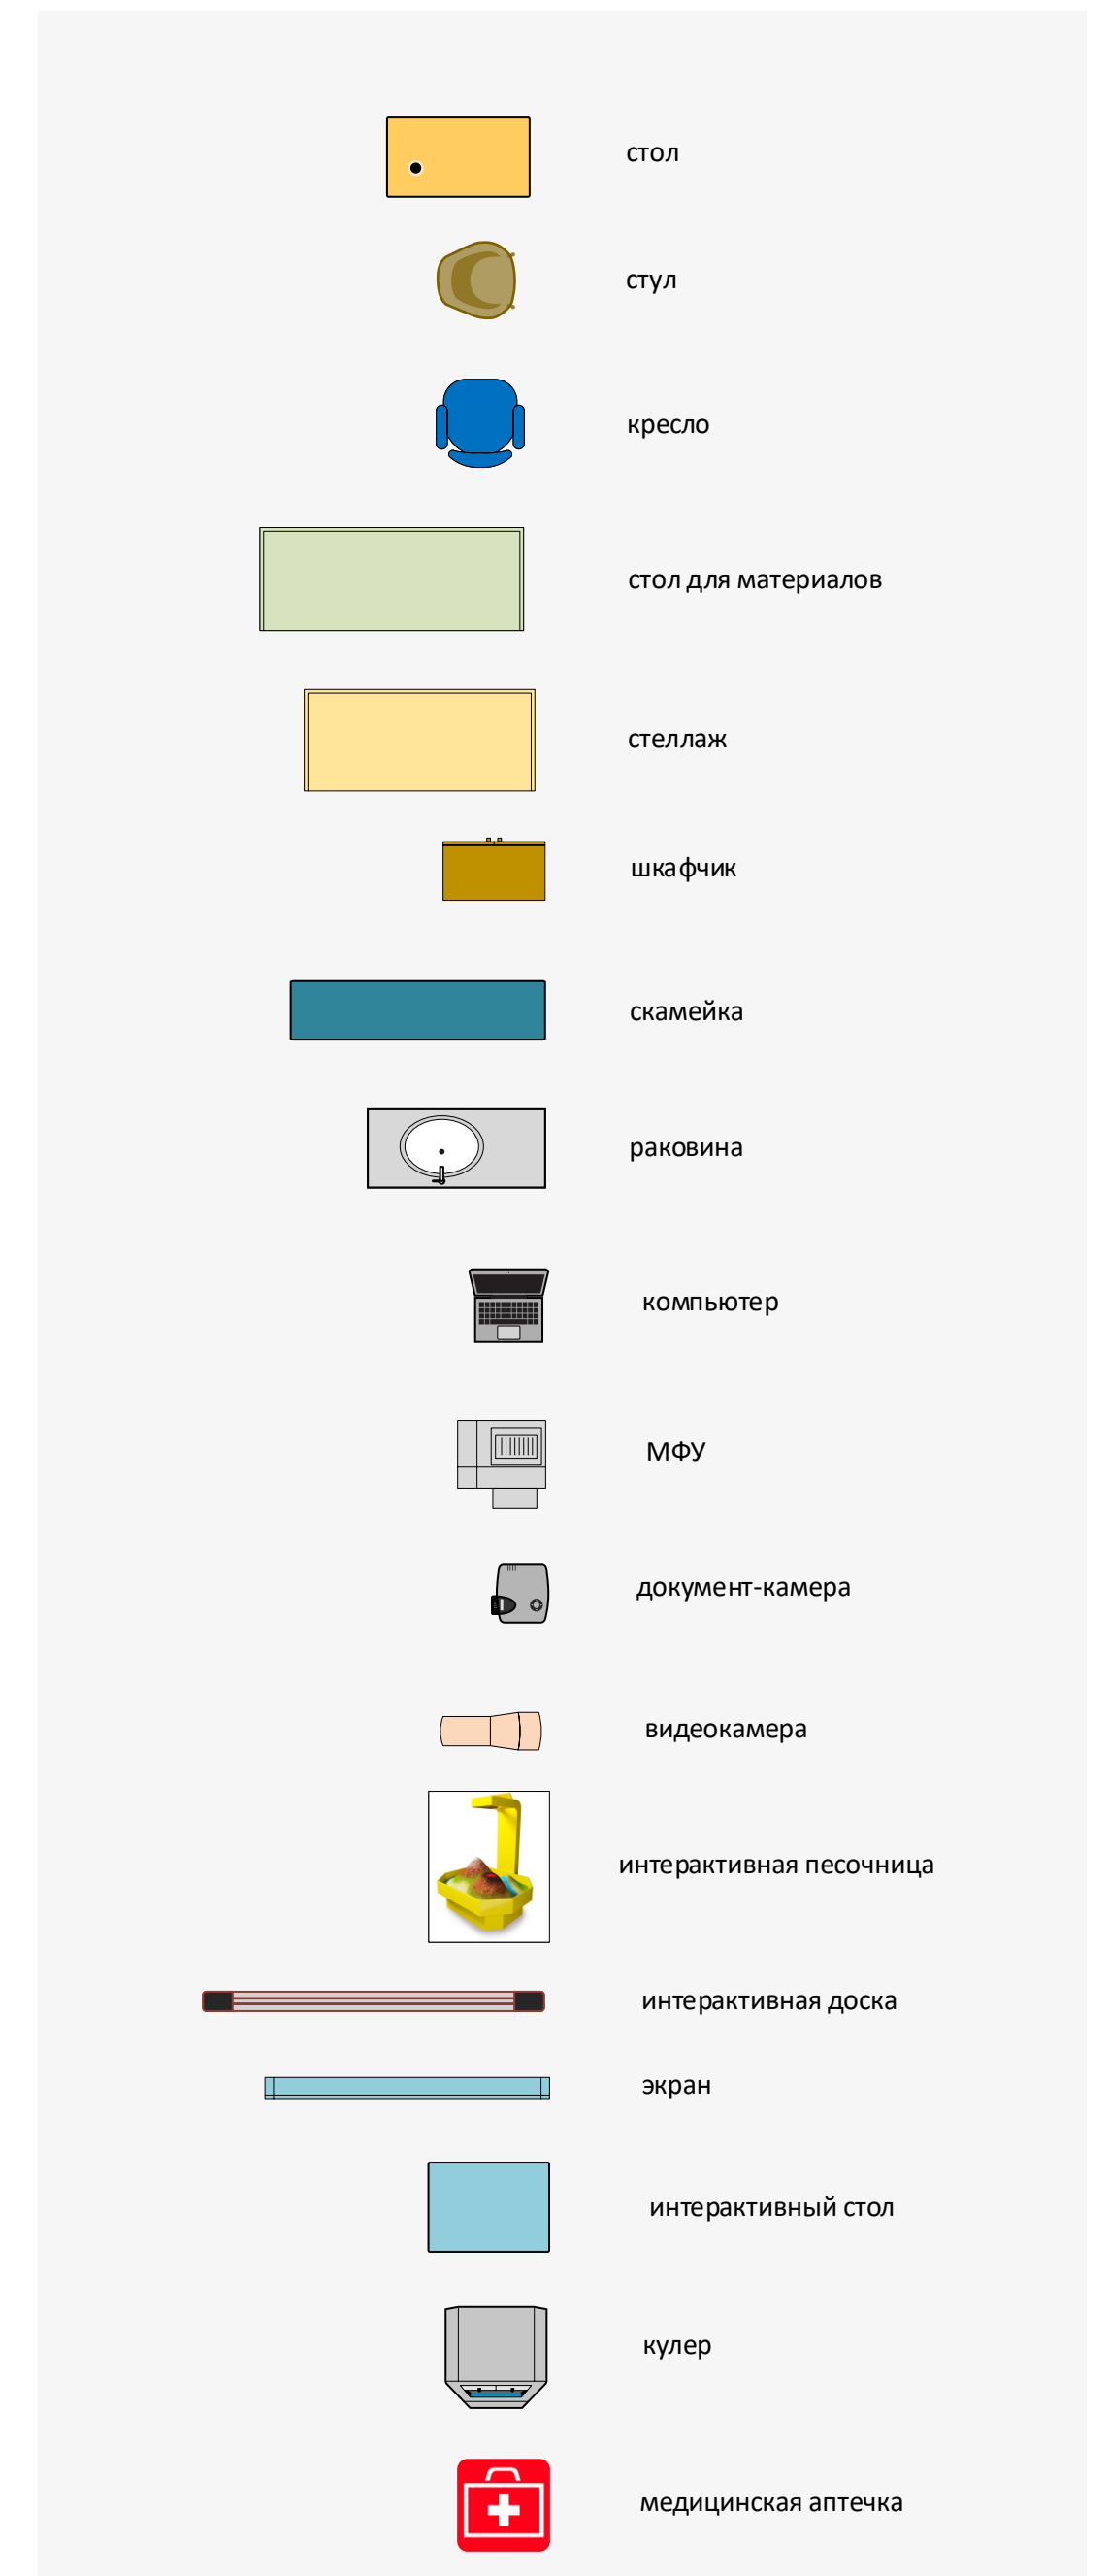 стол
стул
кресло
стол для материалов
стеллаж
шкафчик
скамейка
раковина
компьютер
МФУ
документ-камера
видеокамера
интерактивная песочница
интерактивная доска
экран
интерактивный стол
кулер
медицинская аптечка